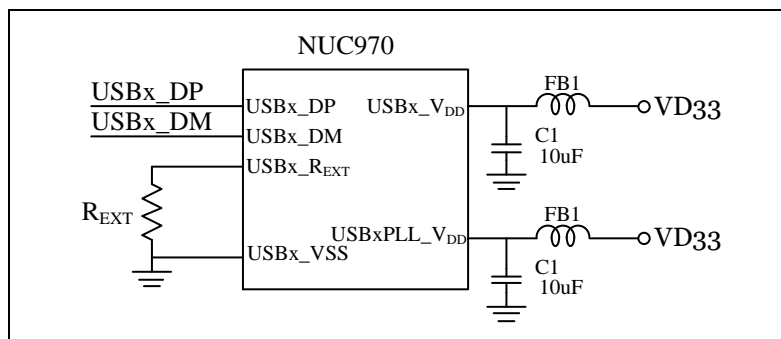 NUC970
USBx_DP
USBx_DM
USBx_DP
USBx_DM
USBx_REXT
USBx_VSS
REXT
USBx_VDD
USBxPLL_VDD
FB1
VD33
C1
10uF
FB1
VD33
C1
10uF